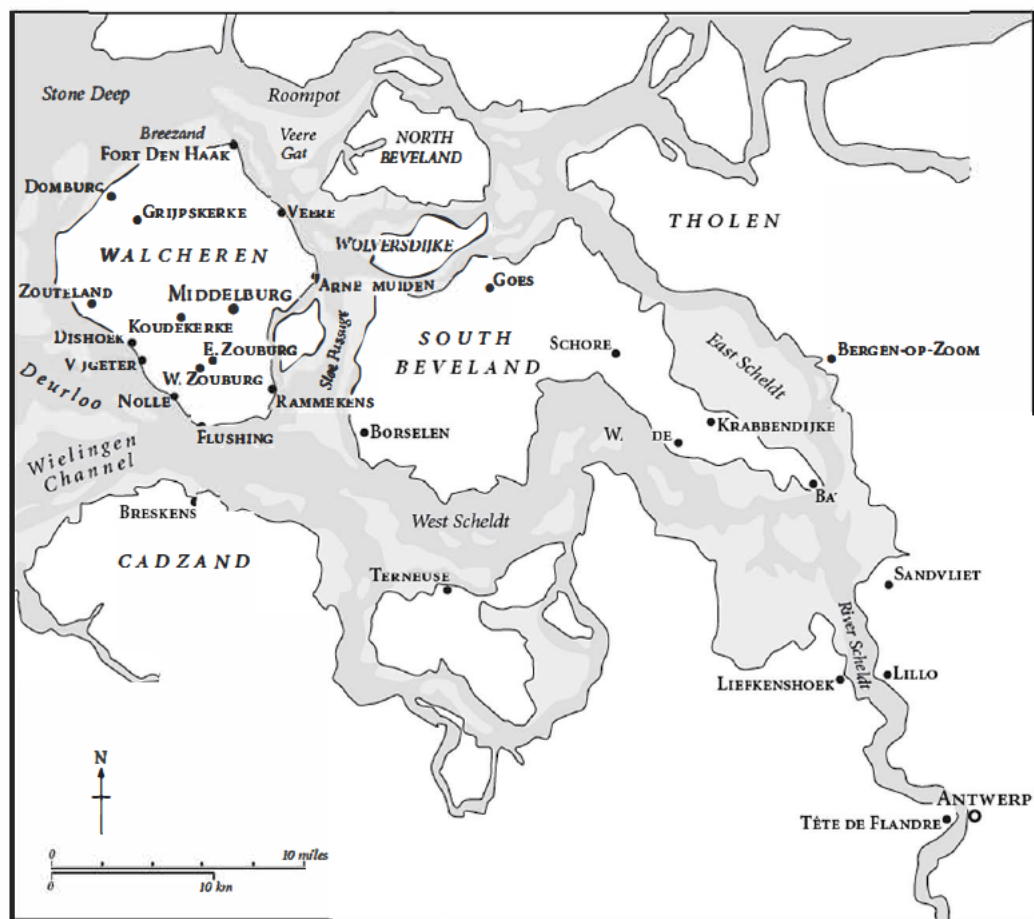 Stone Deep
Roompot
Breezand
FORT DEN HAAK
Veere
Gat
NORTH
BEVELAND
DOMBURG
GRIJPSKERKE
VEERE
THOLEN
WALCHEREN
WOLVERSDIJKE
ZOUTELAND
MIDDELBURG
ARNE MUIDEN
GOES
KOUDEKERKE
DISHOEK
SOUTH
BEVELAND
SCHORE
East Scheldt
BERGEN-OP-ZOOM
E. ZOUBURG
VIJGETER
W. ZOUBURG
Sloe Passage
Deurloo
NOLLE
RAMMEKENS
FLUSHING
BORSELEN
W. DE
KRABBENDIJKE
Wielingen
Channel
BA
BRESKENS
West Scheldt
CADZAND
TERNEUSE
SANDVLIET
River Scheldt
LIEFKENSHOEK
LILLO
N
ANTWERP
TÊTE DE FLANDRE
0 10 miles
0 10 km